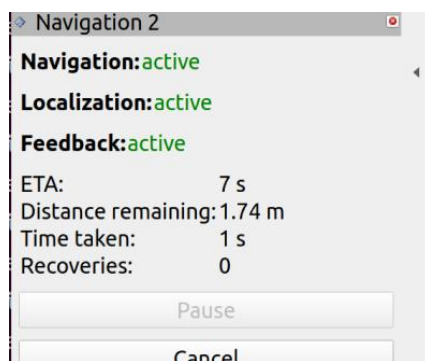 Navigation 2
Navigation:active
Localization:active
Feedback:active
ETA: 7 s
Distance remaining: 1.74 m
Time taken: 1 s
Recoveries: 0
Pause
Cancel